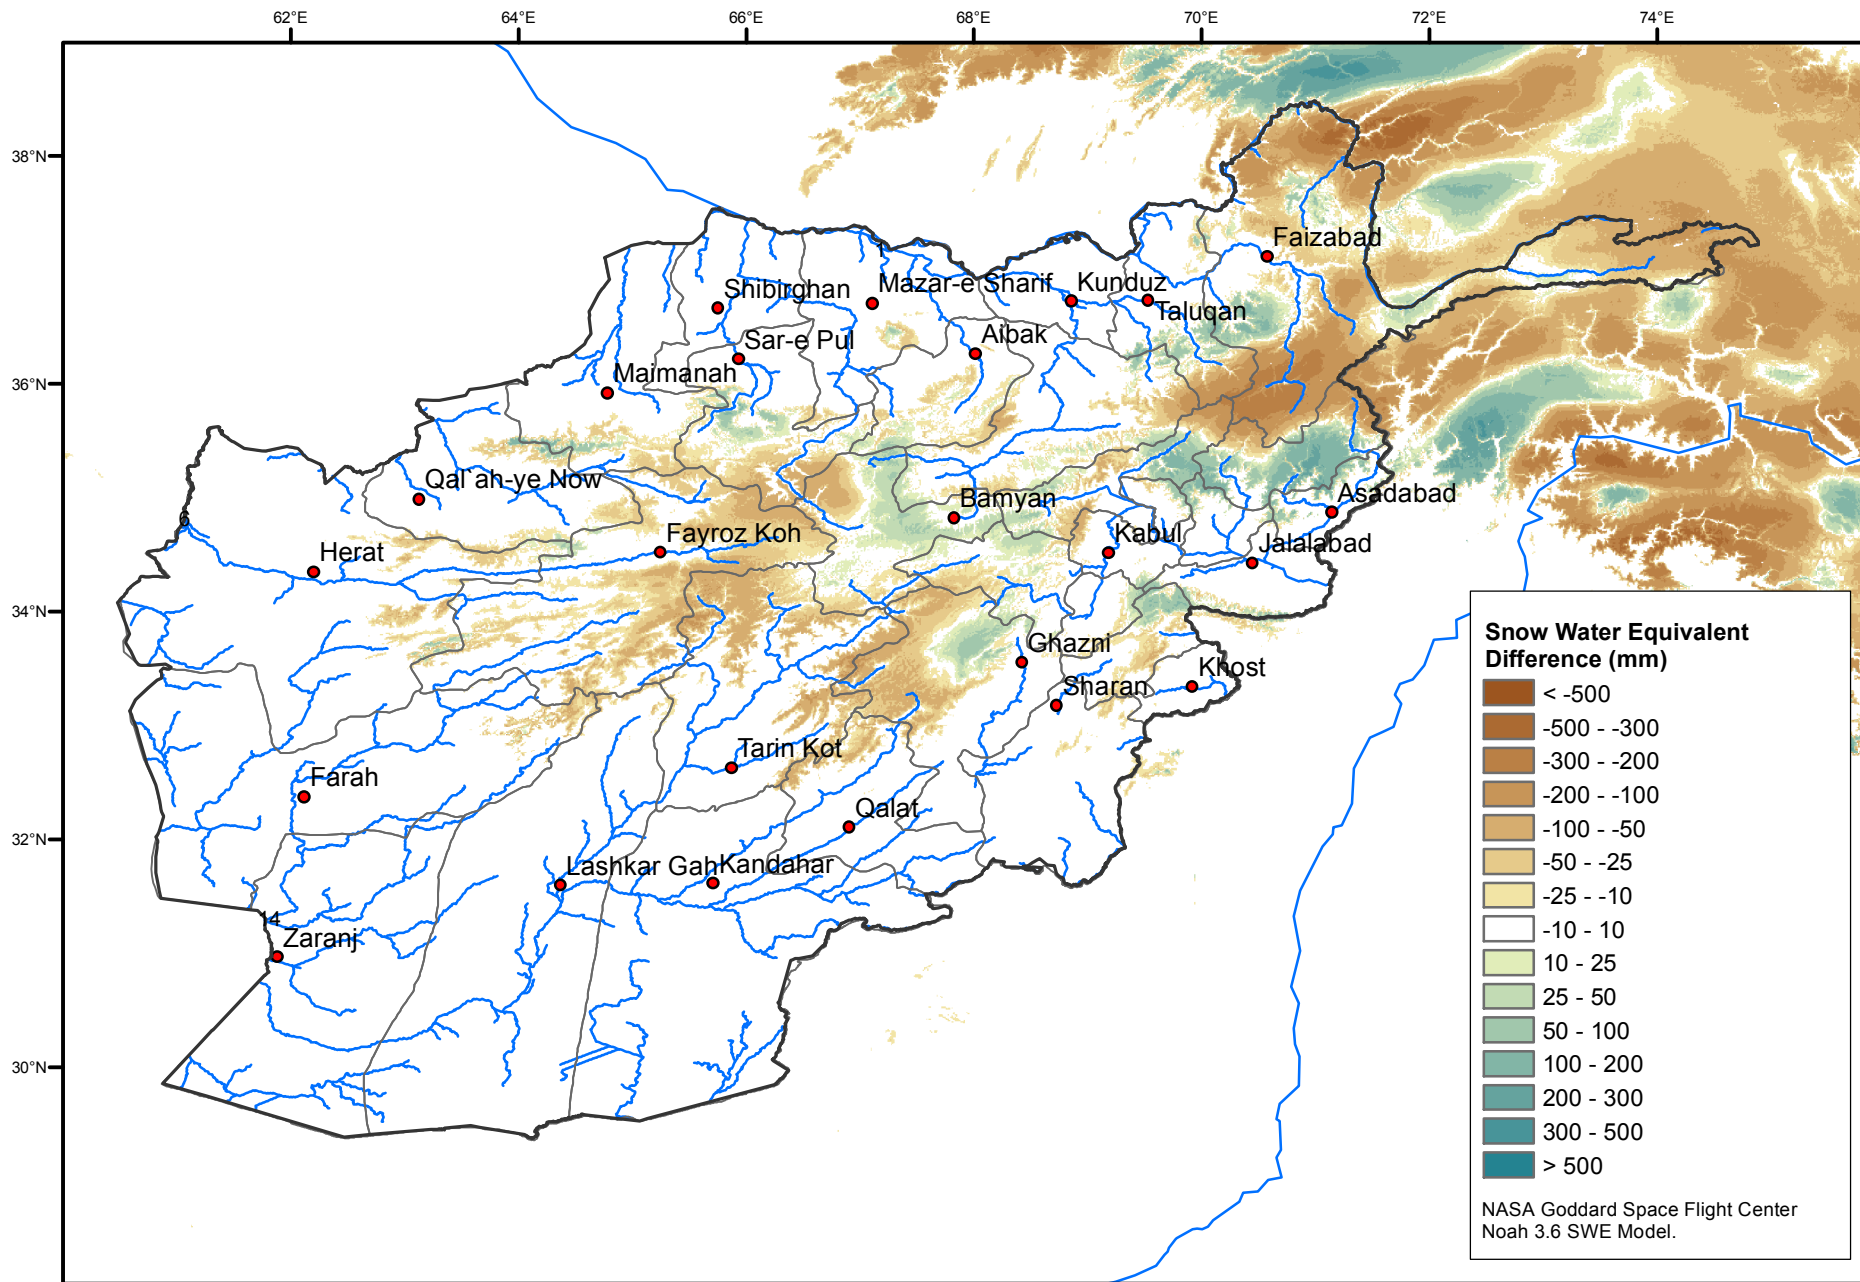 62°E 64°E 66°E 68°E 70°E 72°E 74°E
38°N
36°N
34°N
32°N
30°N
Faizabad
Shibirghan
Mazar-e Sharif
Kunduz
Taluqan
Sar-e Pul
Aibak
Maimanah
Qal ah-ye Now
Bamyan
Asadabad
6
Herat
Fayroz Koh
Kabul
Jalalabad
Ghazni
Khost
Sharan
Tarin Kot
Farah
Qalat
Lashkar Gah
Kandahar
14
Zaranj
Snow Water Equivalent
Difference (mm)
< -500
-500 - -300
-300 - -200
-200 - -100
-100 - -50
-50 - -25
-25 - -10
-10 - 10
10 - 25
25 - 50
50 - 100
100 - 200
200 - 300
300 - 500
> 500
NASA Goddard Space Flight Center
Noah 3.6 SWE Model.